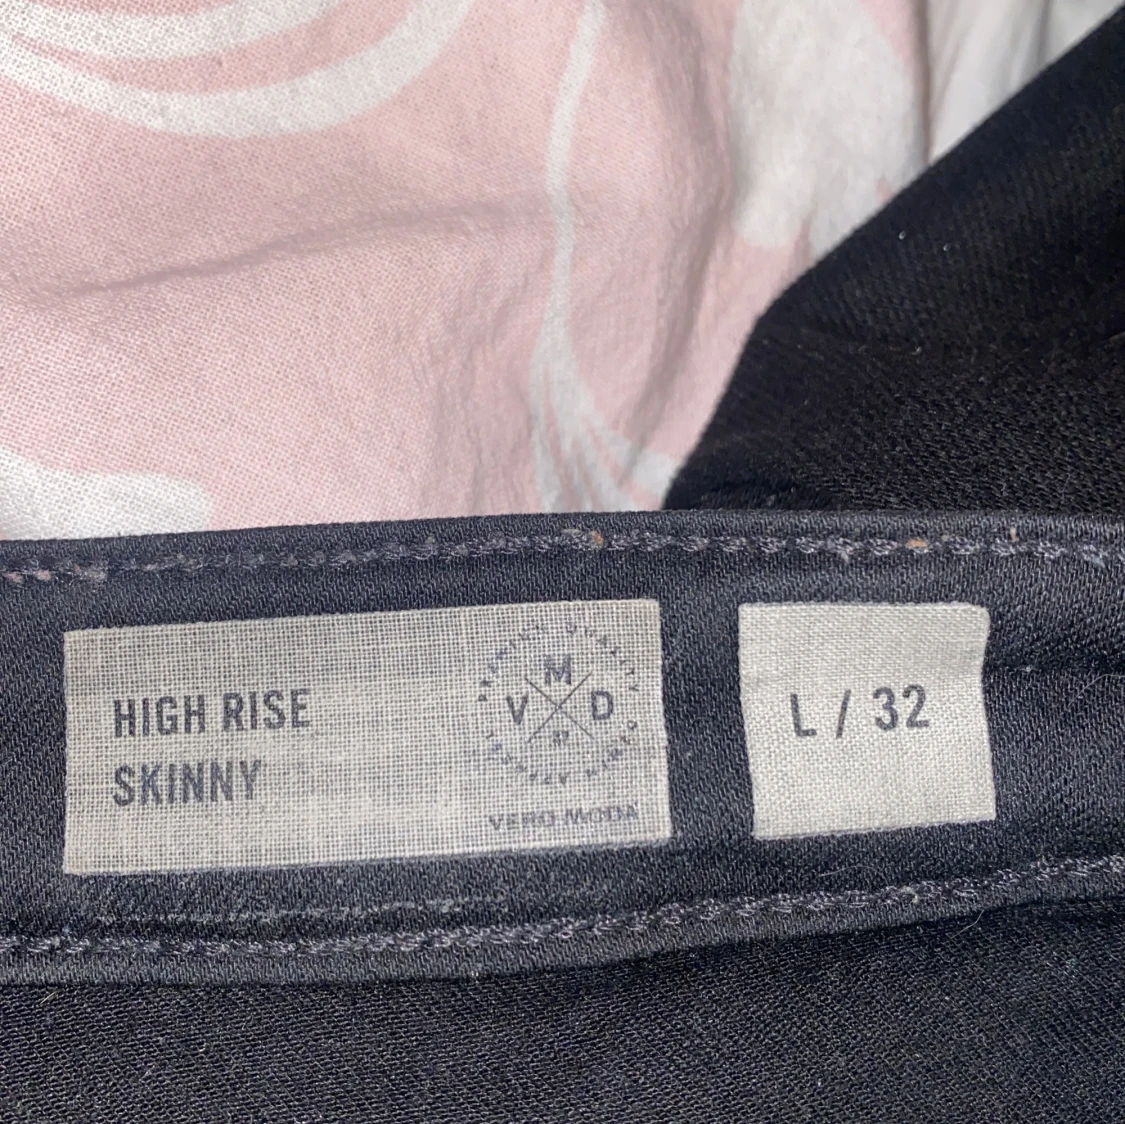 HIGH RISE
SKINNY
V M D
VERO MODA
L / 32